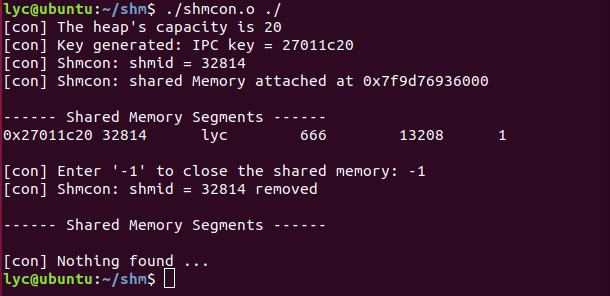 lyc@ubuntu:~/shm$ ./shmcon.o ./
[con] The heap's capacity is 20
[con] Key generated: IPC key = 27011c20
[con] Shmcon: shmid = 32814
[con] Shmcon: shared Memory attached at 0x7f9d76936000
------ Shared Memory Segments ------
0x27011c20 32814      lyc        666        13208      1
[con] Enter '-1' to close the shared memory: -1
[con] Shmcon: shmid = 32814 removed
------ Shared Memory Segments ------
[con] Nothing found ...
lyc@ubuntu:~/shm$